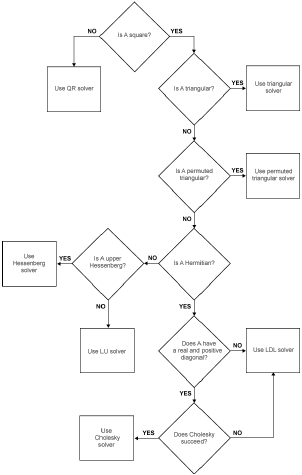 Is A square?
NO
YES
Use QR solver
Is A triangular?
YES
Use triangular
solver
NO
Is A permuted
triangular?
YES
Use permuted
triangular solver
NO
Is A Hermitian?
NO
Is A upper
Hessenberg?
YES
Use
Hessenberg
solver
NO
Use LU solver
YES
Does A have
a real and positive
diagonal?
NO
Use LDL solver
YES
Does Cholesky
succeed?
YES
Use
Cholesky
solver
NO